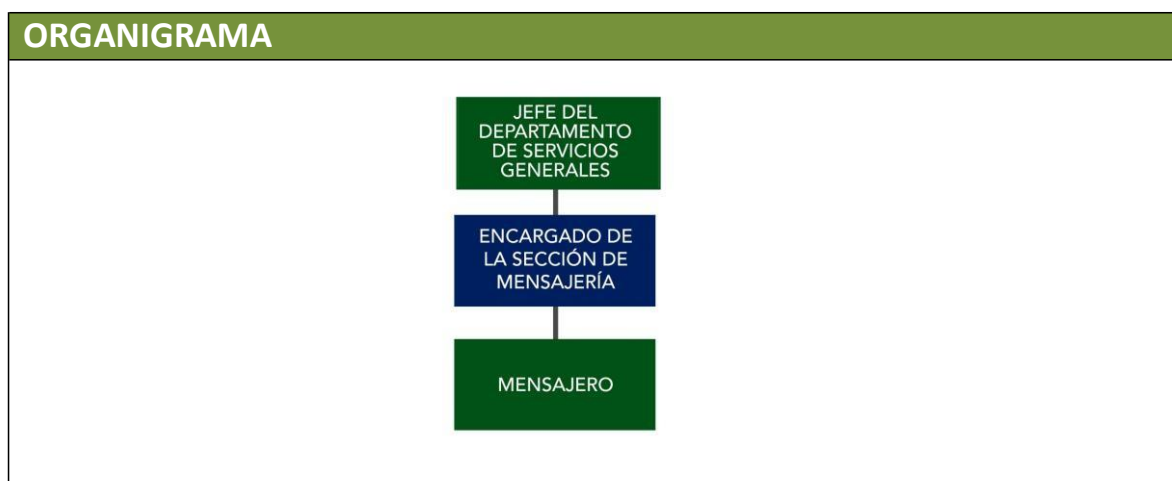 ORGANIGRAMA
JEFE DEL
DEPARTAMENTO
DE SERVICIOS
GENERALES
ENCARGADO DE
LA SECCIÓN DE
MENSAJERÍA
MENSAJERO